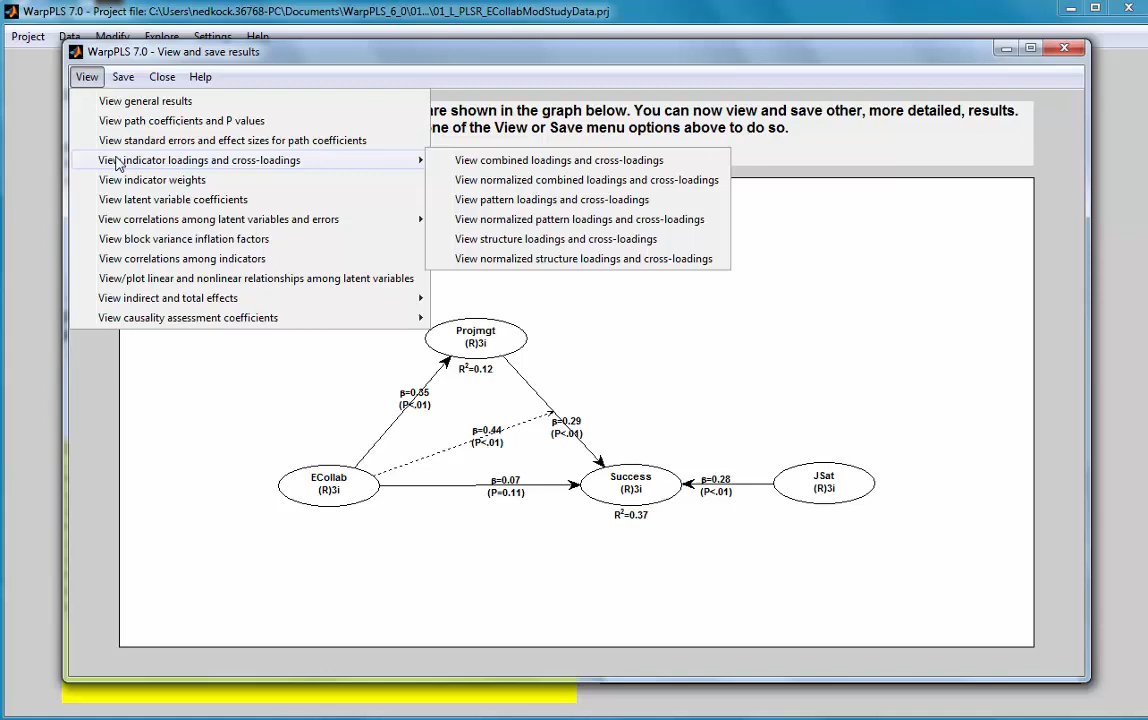 WarpPLS 7.0 - Project file: C:\Users\nedkock.36768-PC\Documents\WarpPLS_6_0\01...\01_L_PLSR_ECollabModStudyData.prj
Project Data Modify Explore Settings Help
WarpPLS 7.0 - View and save results
View Save Close Help
are shown in the graph below. You can now view and save other, more detailed, results.
ne of the View or Save menu options above to do so.
View general results
View path coefficients and P values
View standard errors and effect sizes for path coefficients
View indicator loadings and cross-loadings
View indicator weights
View latent variable coefficients
View correlations among latent variables and errors
View block variance inflation factors
View correlations among indicators
View/plot linear and nonlinear relationships among latent variables
View indirect and total effects
View causality assessment coefficients
View combined loadings and cross-loadings
View normalized combined loadings and cross-loadings
View pattern loadings and cross-loadings
View normalized pattern loadings and cross-loadings
View structure loadings and cross-loadings
View normalized structure loadings and cross-loadings
Projmgt
(R)3i
R²=0.12
β=0.35
(P<.01)
β=0.44
(P<.01)
β=0.29
(P<.01)
ECollab
(R)3i
β=0.07
(P=0.11)
Success
(R)3i
R²=0.37
β=0.28
(P<.01)
JSat
(R)3i